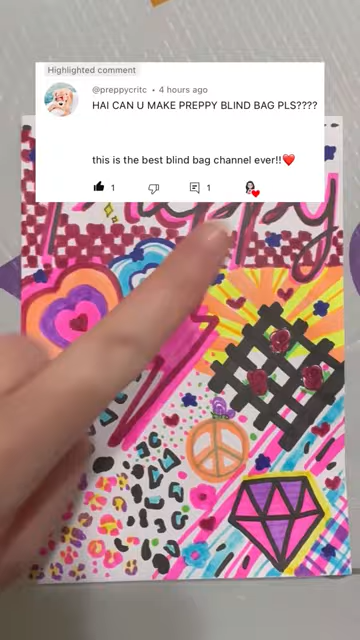 Highlighted comment
@preppycritc • 4 hours ago
HAI CAN U MAKE PREPPY BLIND BAG PLS????
this is the best blind bag channel ever!!❤️
1 1
preppy